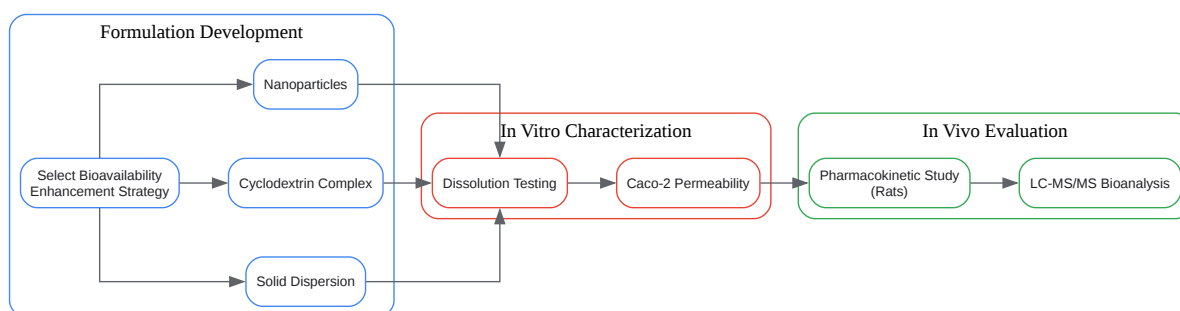 Formulation Development
Nanoparticles
Select Bioavailability
Enhancement Strategy
Cyclodextrin Complex
Solid Dispersion
In Vitro Characterization
Dissolution Testing
Caco-2 Permeability
In Vivo Evaluation
Pharmacokinetic Study
(Rats)
LC-MS/MS Bioanalysis